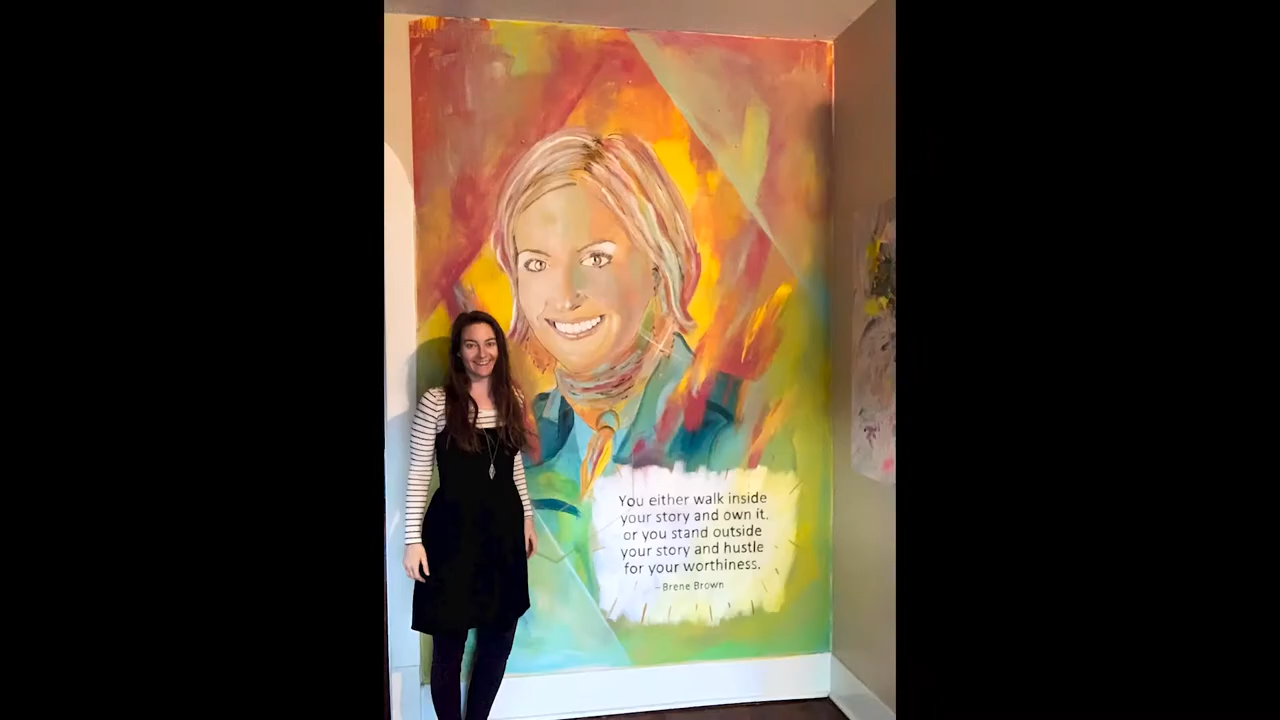 You either walk inside
your story and own it,
or you stand outside
your story and hustle
for your worthiness.
-Brene Brown